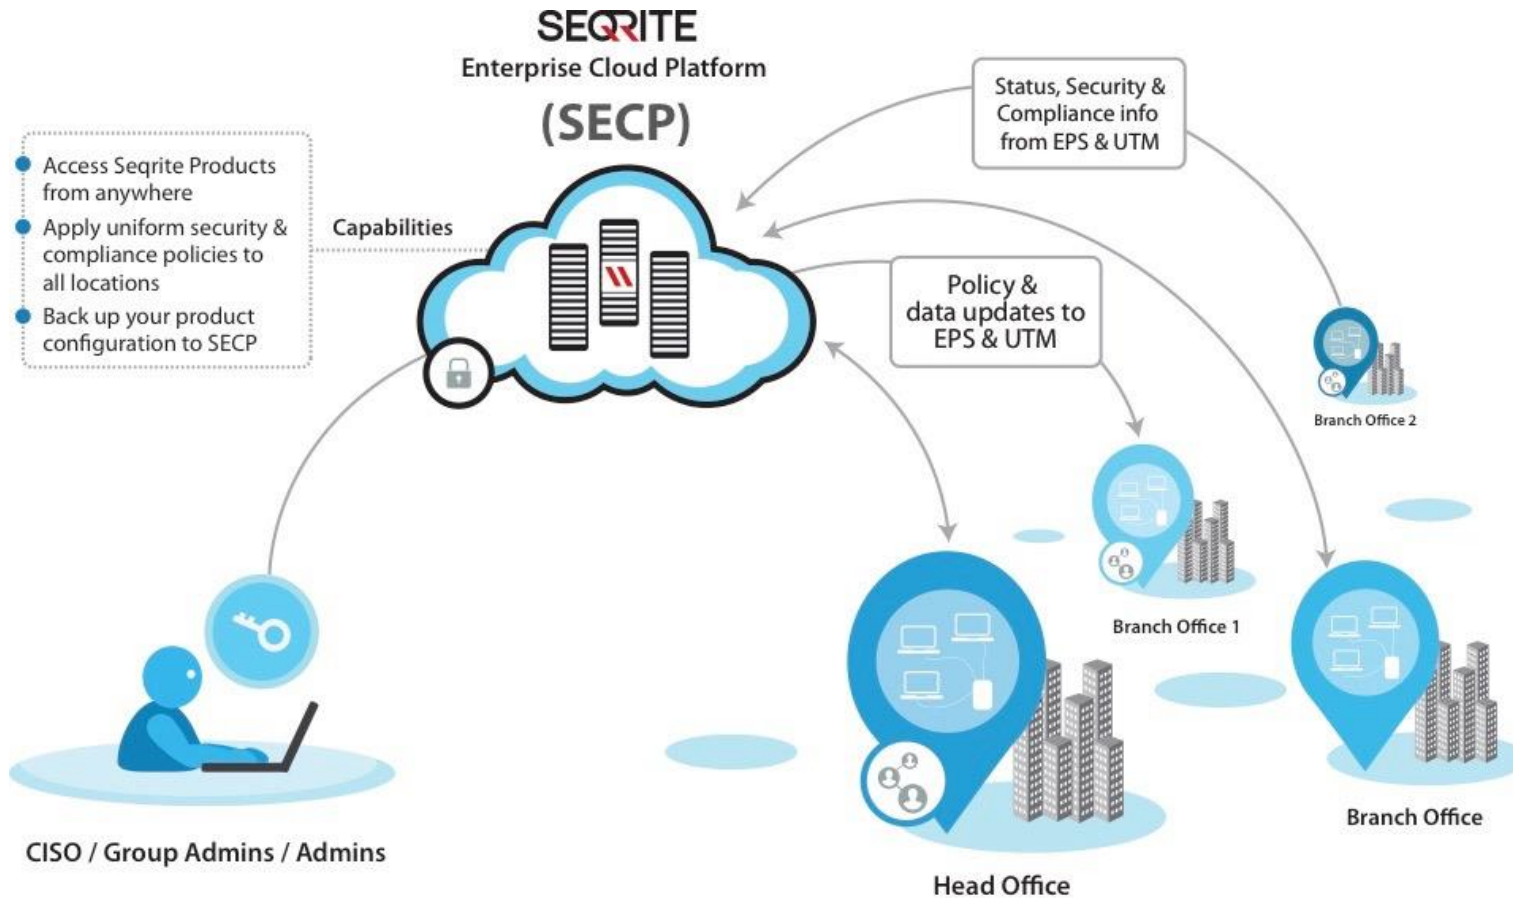 SEQRITE
Enterprise Cloud Platform
(SECP)
Status, Security &
Compliance info
from EPS & UTM
Access Seqrite Products
from anywhere
Apply uniform security &
compliance policies to
all locations
Back up your product
configuration to SECP
Capabilities
Policy &
data updates to
EPS & UTM
Branch Office 2
Branch Office 1
Branch Office
CISO / Group Admins / Admins
Head Office